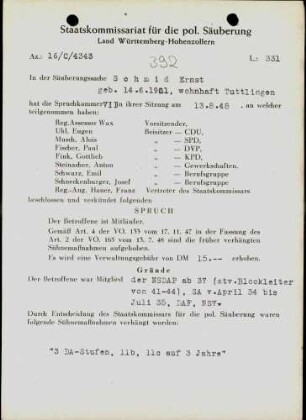 Staatskommissariat für die pol. Säuberung
Land Württemberg-Hohenzollern
Az.: 16/C/4343
L.: 331
392
In der Säuberungssache Schmid Ernst
geb. 14.6.1901, wohnhaft Tuttlingen
hat die Spruchkammer VIII in ihrer Sitzung am 13.8.48, an welcher
teilgenommen haben:
Reg.Assessor Wax Vorsitzender,
Uhl, Eugen Beisitzer — CDU,
Munch, Alois „ — SPD,
Fischer, Paul „ — DVP,
Fink, Gottlieb „ — KPD,
Steinacher, Anton „ — Gewerkschaften,
Schwarz, Emil „ — Berufsgruppe
Schneckenburger, Josef „ — Berufsgruppe
Reg.-Ang. Hauer, Franz Vertreter des Staatskommissars
beschlossen und verkündet folgenden
SPRUCH
Der Betroffene ist Mitläufer.
Gemäß Art. 4 der VO. 133 vom 17. 11. 47 in der Fassung des
Art. 2 der VO. 165 vom 13. 7. 48 sind die früher verhängten
Sühnemaßnahmen aufgehoben.
Es wird eine Verwaltungsgebühr von DM 15.-- erhoben.
Gründe
Der Betroffene war Mitglied der NSDAP ab 37 (stv.Blockleiter
von 41-44), SA v.April 34 bis
Juli 35, DAF, NSV.
Durch Entscheidung des Staatskommissars für die pol. Säuberung waren
folgende Sühnemaßnahmen verhängt worden:
"3 DA-Stufen, 11b, 11c auf 3 Jahre"